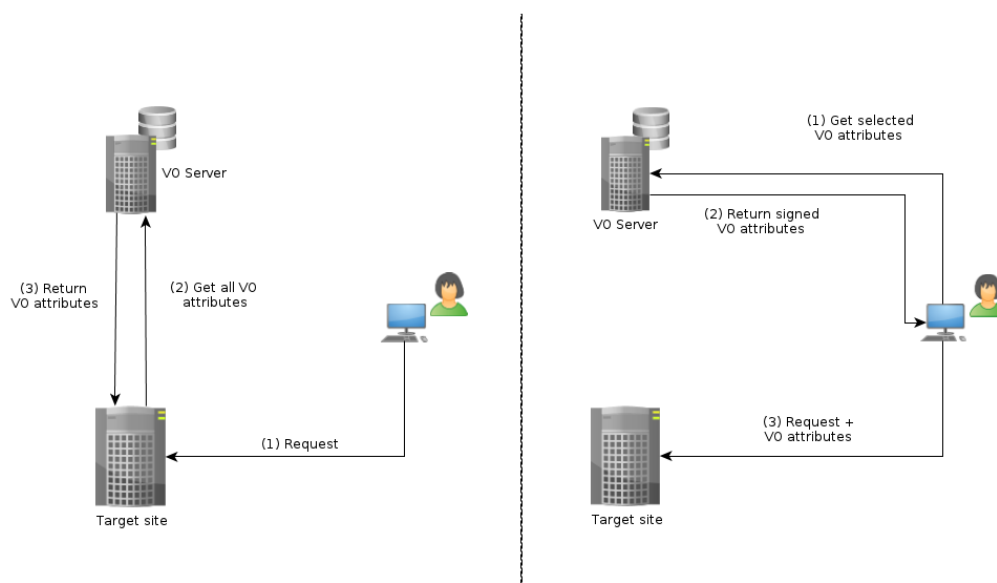 VO Server
(3) Return
VO attributes
(2) Get all VO
attributes
(1) Request
Target site
(1) Get selected
VO attributes
VO Server
(2) Return signed
VO attributes
(3) Request +
VO attributes
Target site